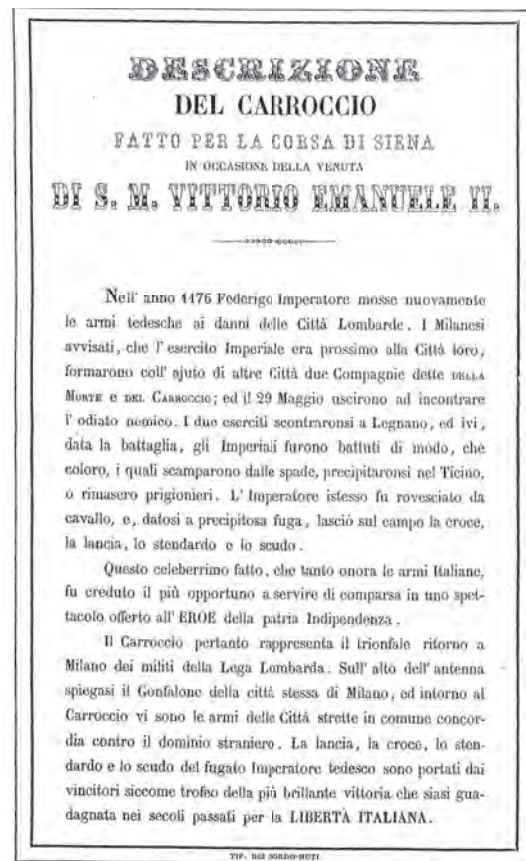 DESCRIZIONE
DEL CARROCCIO
FATTO PER LA CORSA DI SIENA
IN OCCASIONE DELLA VENUTA
DI S. M. VITTORIO EMANUELE II.
Nell' anno 1176 Federigo Imperatore mosse nuovamente
le armi tedesche ai danni delle Città Lombarde. I Milanesi
avvisati, che l' esercito Imperiale era prossimo alla Città loro,
formarono coll' ajuto di altre Città due Compagnie dette DELLA
MORTE e DEL CARROCCIO; ed il 29 Maggio uscirono ad incontrare
l' odiato nemico. I due eserciti scontraronsi a Legnano, ed ivi,
data la battaglia, gli Imperiali furono battuti di modo, che
coloro, i quali scamparono dalle spade, precipitaronsi nel Ticino,
o rimasero prigionieri. L' Imperatore istesso fu rovesciato da
cavallo, e, datosi a precipitosa fuga, lasciò sul campo la croce,
la lancia, lo stendardo e lo scudo.
Questo celeberrimo fatto, che tanto onora le armi Italiane,
fu creduto il più opportuno a servire di comparsa in uno spet-
tacolo offerto all' EROE della patria Indipendenza.
Il Carroccio pertanto rappresenta il trionfale ritorno a
Milano dei militi della Lega Lombarda. Sull' alto dell' antenna
spiegasi il Gonfalone della città stessa di Milano, ed intorno al
Carroccio vi sono le armi delle Città strette in comune concor-
dia contro il dominio straniero. La lancia, la croce, lo sten-
dardo e lo scudo del fugato Imperatore tedesco sono portati dai
vincitori siccome trofeo della più brillante vittoria che siasi gua-
dagnata nei secoli passati per la LIBERTÀ ITALIANA.
TIP. DEI SORDO-MUTI